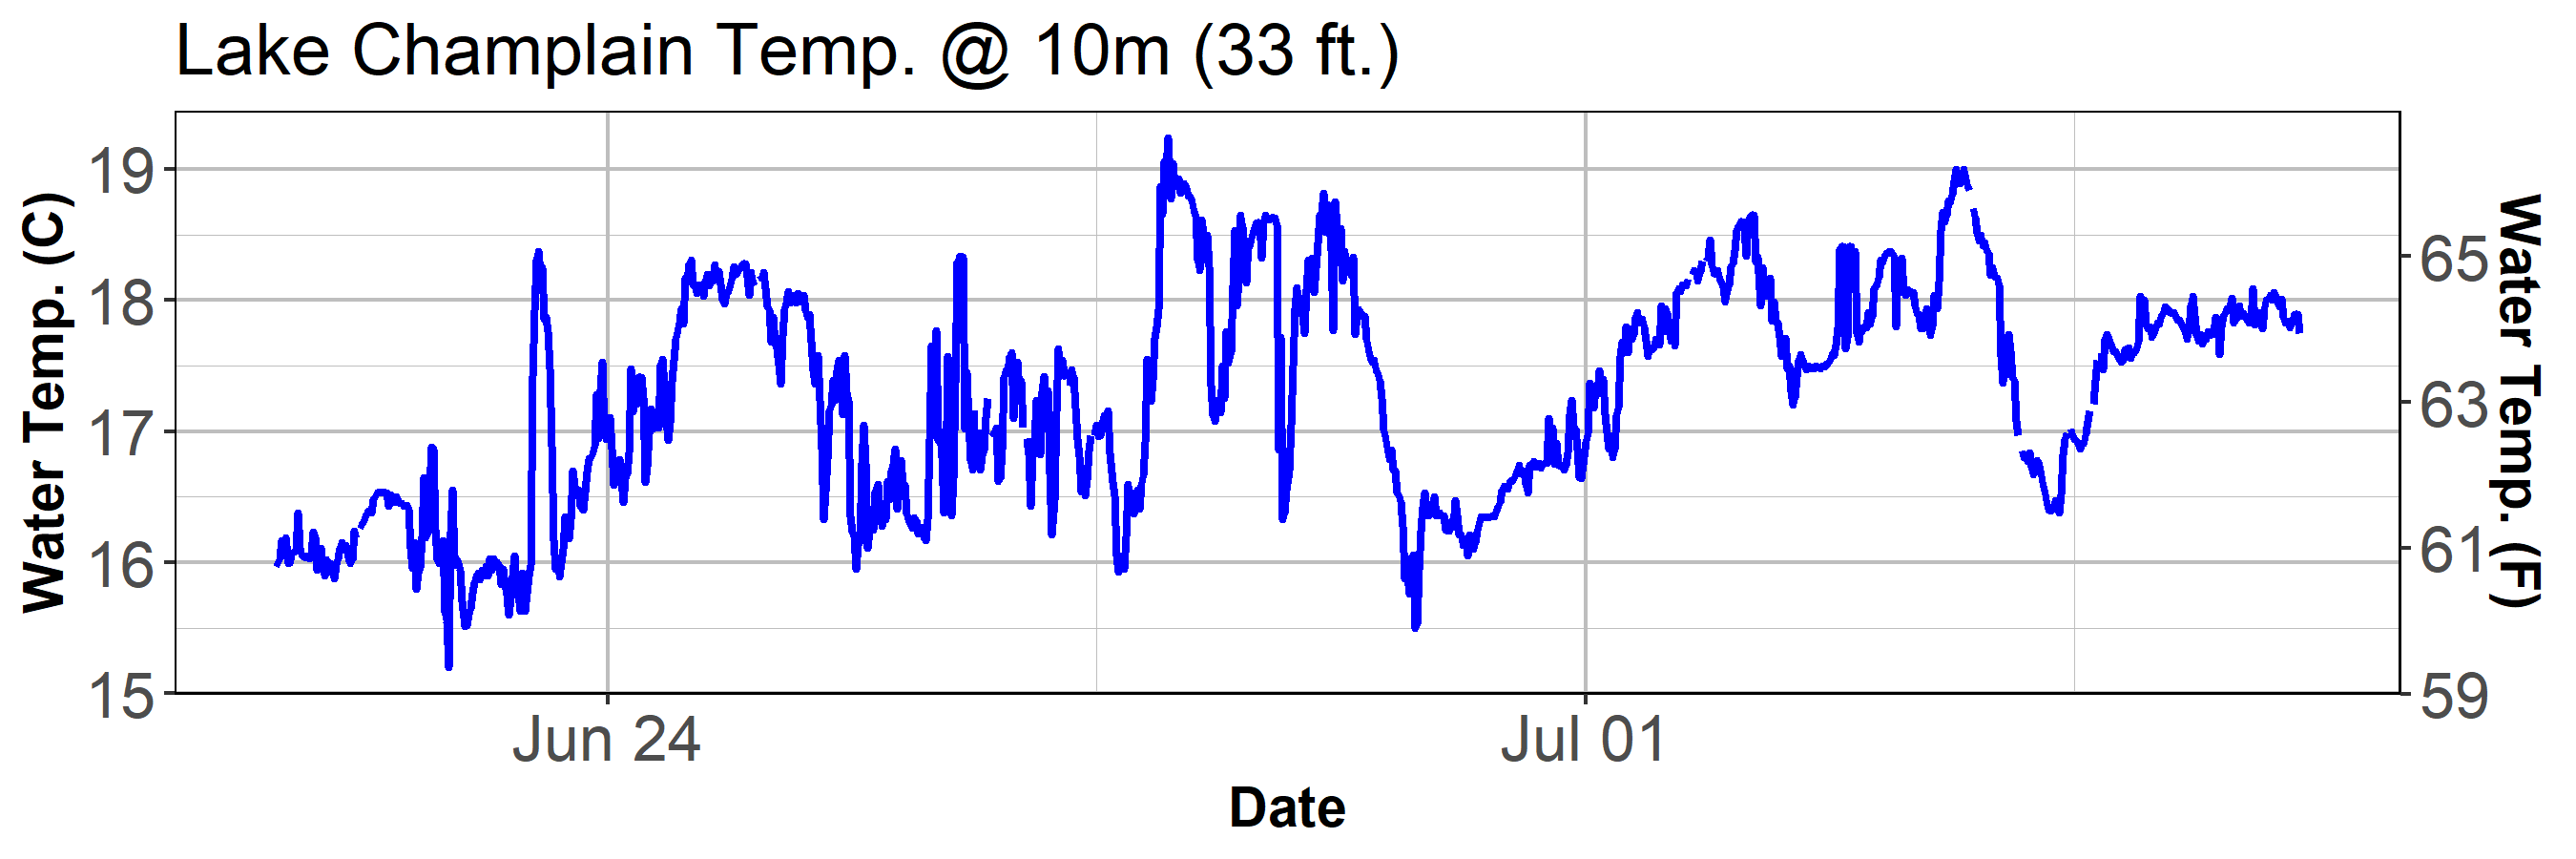 Lake Champlain Temp. @ 10m (33 ft.)
Water Temp. (C)
19
18
17
16
15
65
63
61
59
Water Temp. (F)
Jun 24
Jul 01
Date